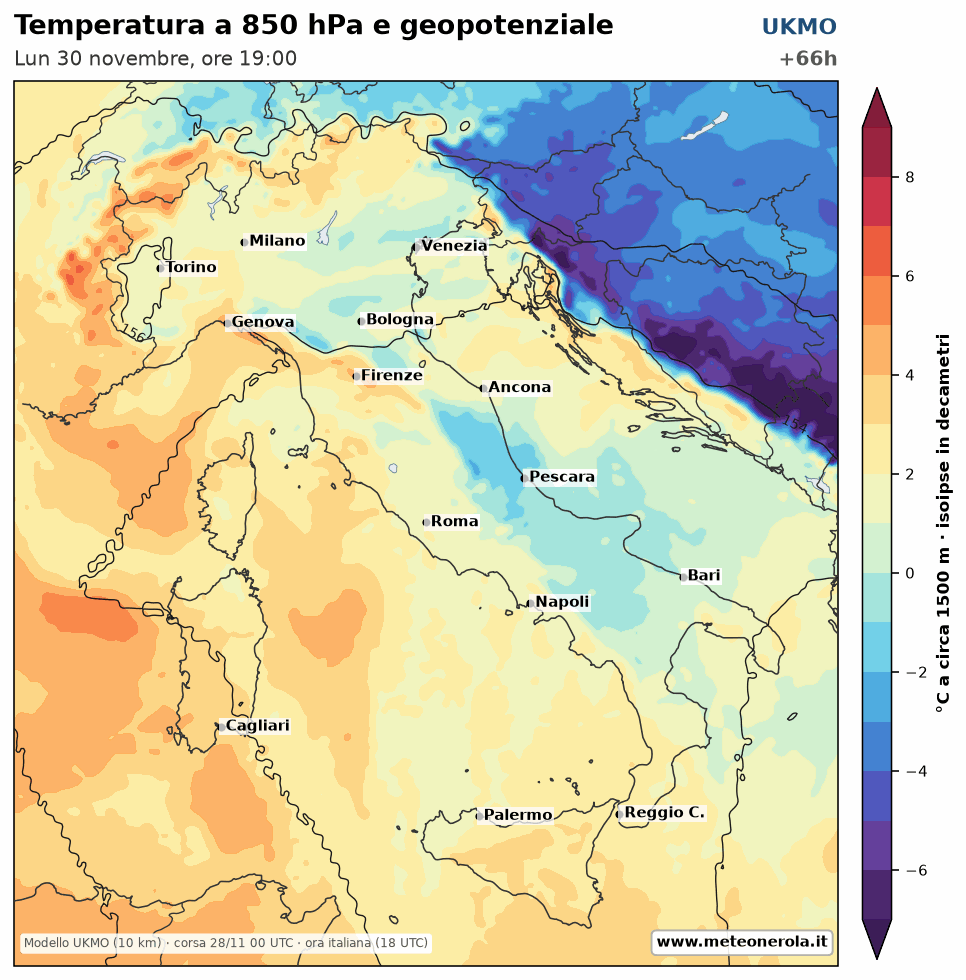 Temperatura a 850 hPa e geopotenziale
UKMO
Lun 30 novembre, ore 19:00
+66h
Milano
Venezia
Torino
Genova
Bologna
Firenze
Ancona
154
Pescara
Roma
Bari
Napoli
Cagliari
Palermo
Reggio C.
8
6
4
2
0
−2
−4
−6
°C a circa 1500 m · isoipse in decametri
Modello UKMO (10 km) · corsa 28/11 00 UTC · ora italiana (18 UTC)
www.meteonerola.it